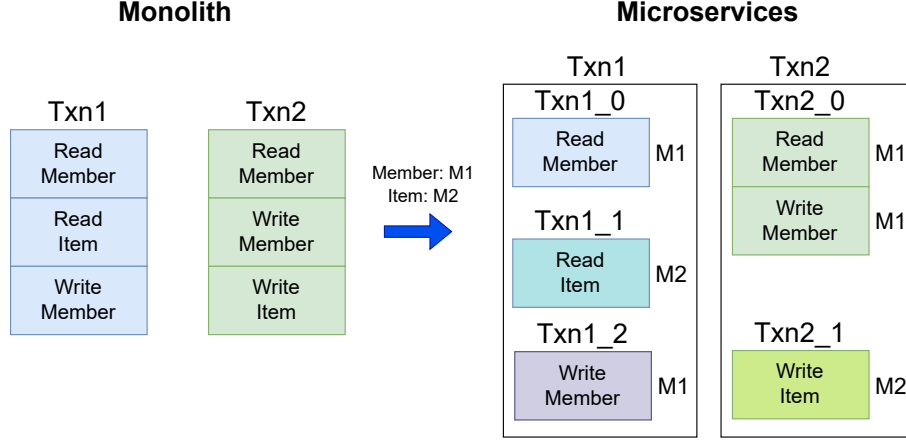 Monolith
Microservices
Txn1
Read
Member
Read
Item
Write
Member
Txn2
Read
Member
Write
Member
Write
Item
Member: M1
Item: M2
Txn1
Txn1_0
Read
Member
M1
Txn1_1
Read
Item
M2
Txn1_2
Write
Member
M1
Txn2
Txn2_0
Read
Member
M1
Write
Member
M1
Txn2_1
Write
Item
M2